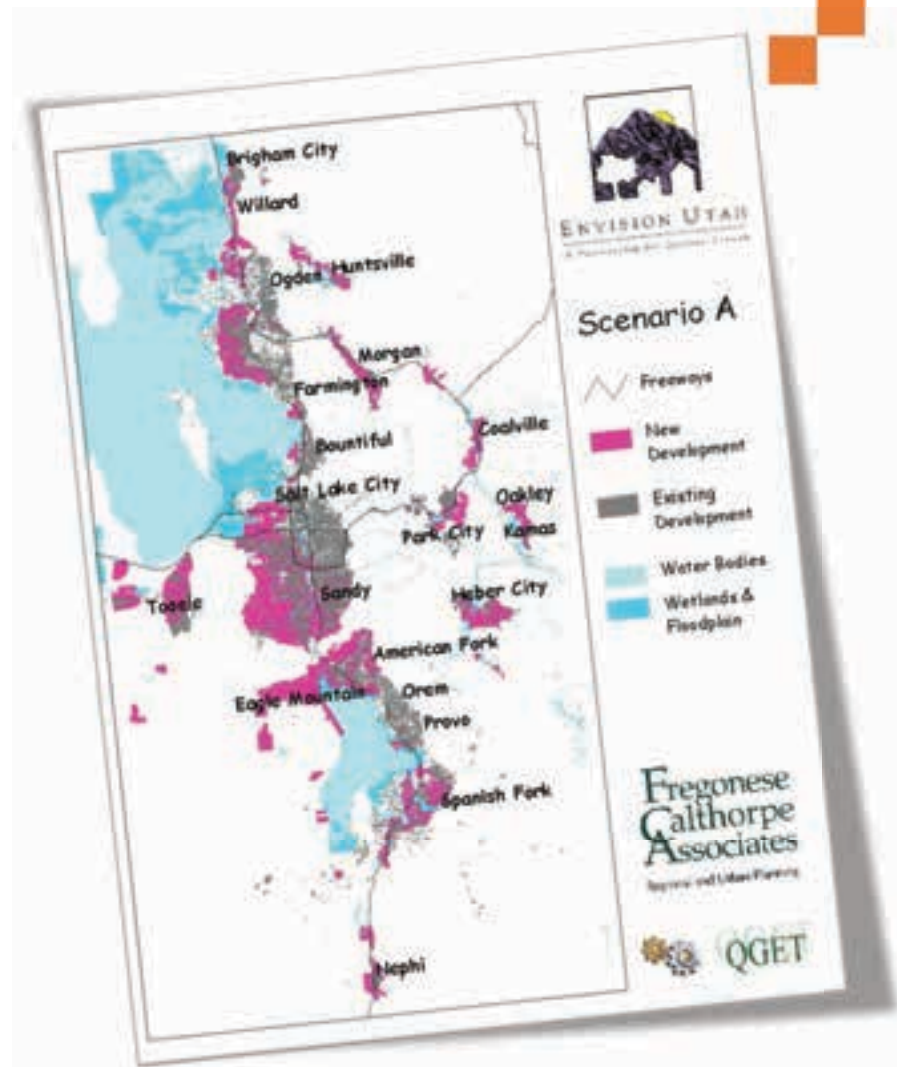 Brigham City
Willard
Ogden
Huntsville
Morgan
Farmington
Bountiful
Coalville
Salt Lake City
Oakley
Park City
Kamas
Tooele
Sandy
Heber City
American Fork
Eagle Mountain
Orem
Provo
Spanish Fork
Nephi
ENVISION UTAH
Scenario A
Freeways
New
Development
Existing
Development
Water Bodies
Wetlands &
Floodplain
Fregonese
Calthorpe
Associates
Regional and Urban Planning
QGET